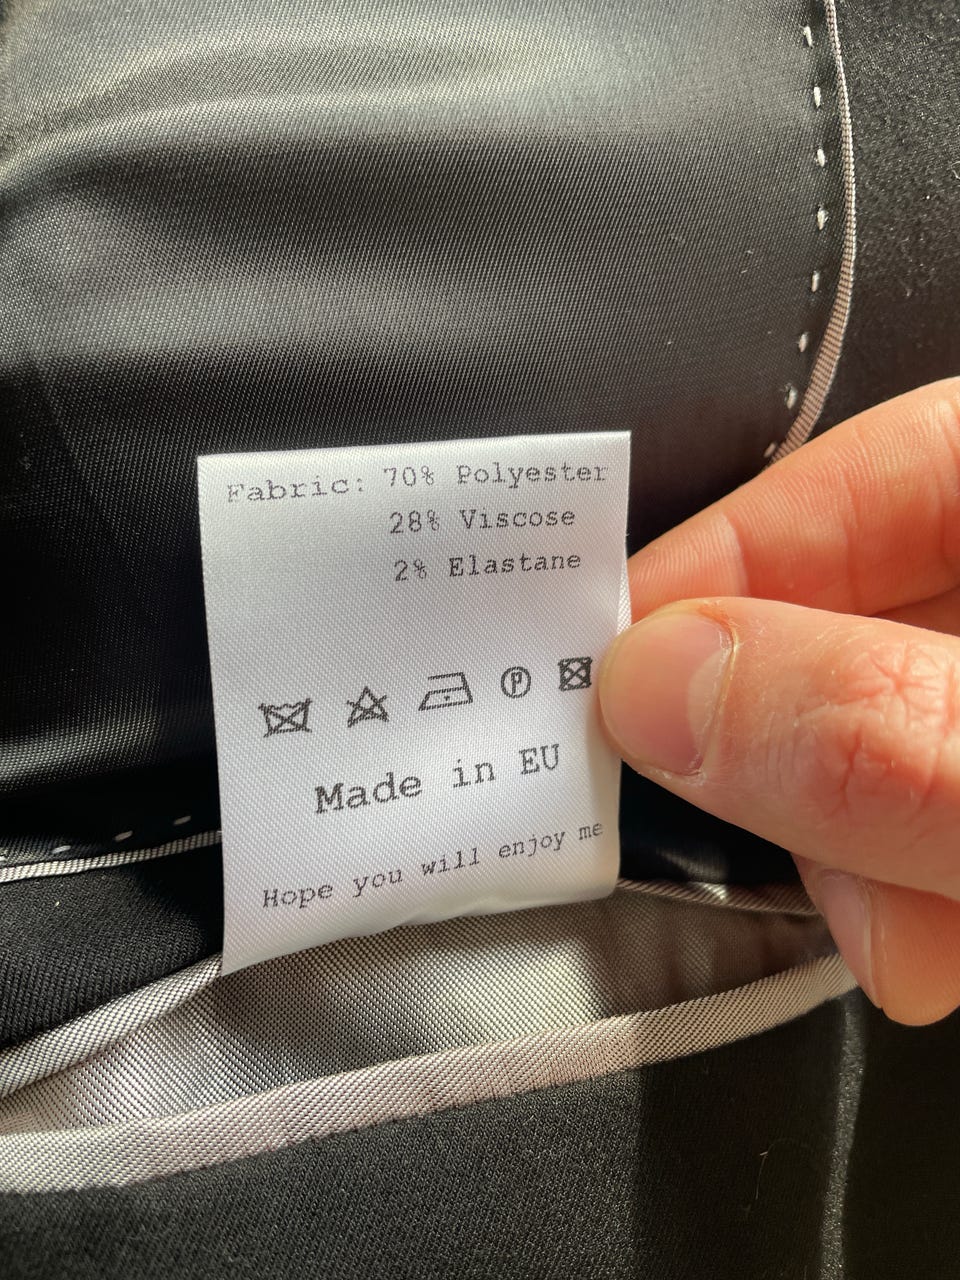 Fabric: 70% Polyester
28% Viscose
2% Elastane
P
Made in EU
Hope you will enjoy me